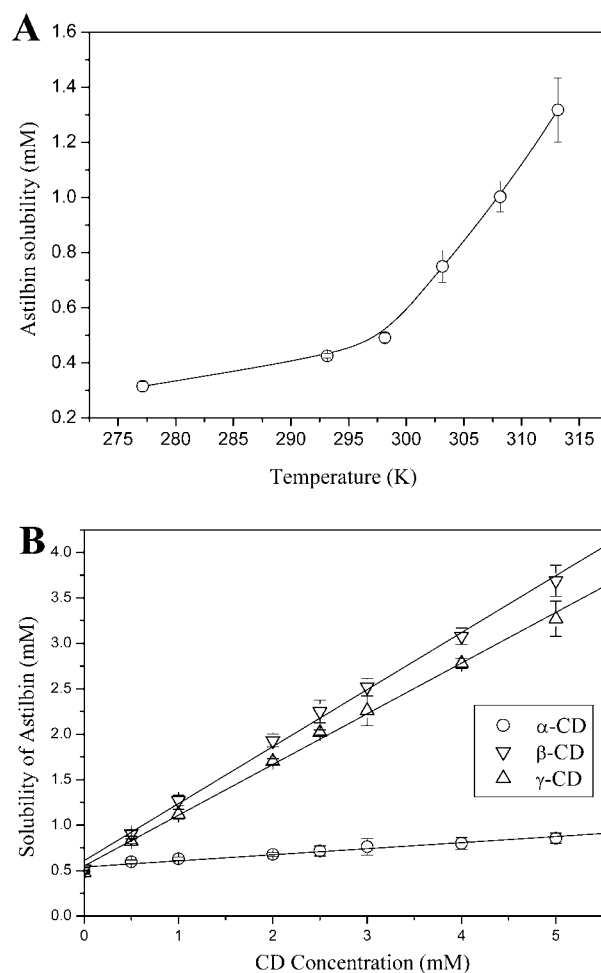 A
1.6
1.4
1.2
1.0
0.8
0.6
0.4
0.2
Astilbin solubility (mM)
275 280 285 290 295 300 305 310 315
Temperature (K)
B
4.0
3.5
3.0
2.5
2.0
1.5
1.0
0.5
0.0
Solubility of Astilbin (mM)
α-CD
β-CD
γ-CD
0 1 2 3 4 5
CD Concentration (mM)